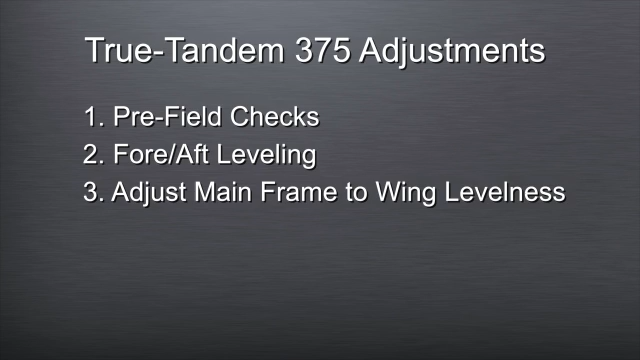 True-Tandem 375 Adjustments
1. Pre-Field Checks
2. Fore/Aft Leveling
3. Adjust Main Frame to Wing Levelness